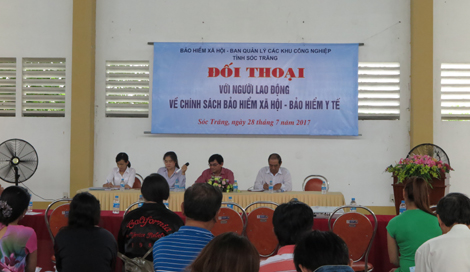 BẢO HIỂM XÃ HỘI - BAN QUẢN LÝ CÁC KHU CÔNG NGHIỆP
TỈNH SÓC TRĂNG
ĐỐI THOẠI
VỚI NGƯỜI LAO ĐỘNG
VỀ CHÍNH SÁCH BẢO HIỂM XÃ HỘI - BẢO HIỂM Y TẾ
Sóc Trăng, ngày 28 tháng 7 năm 2017
California